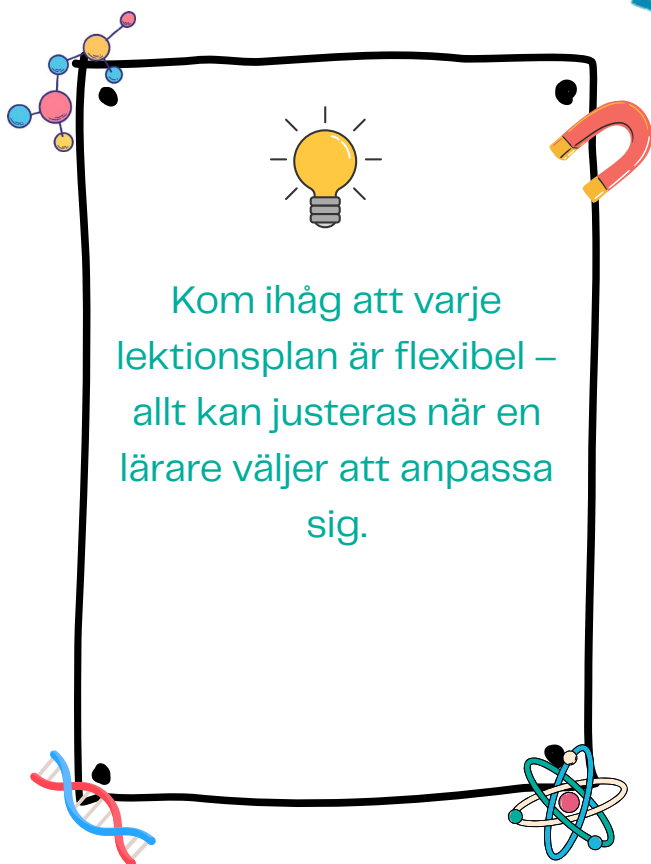 Kom ihåg att varje
lektionsplan är flexibel –
allt kan justeras när en
lärare väljer att anpassa
sig.